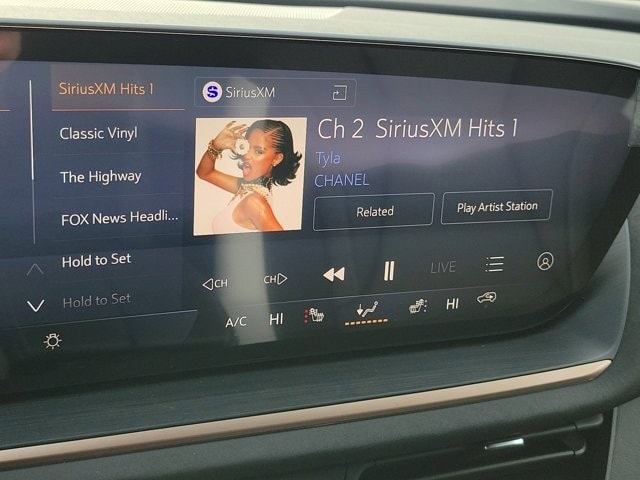 SiriusXM Hits 1
Classic Vinyl
The Highway
FOX News Headli...
Hold to Set
Hold to Set
SiriusXM
Ch 2 SiriusXM Hits 1
Tyla
CHANEL
Related
Play Artist Station
CH
CH
LIVE
A/C
HI
HI